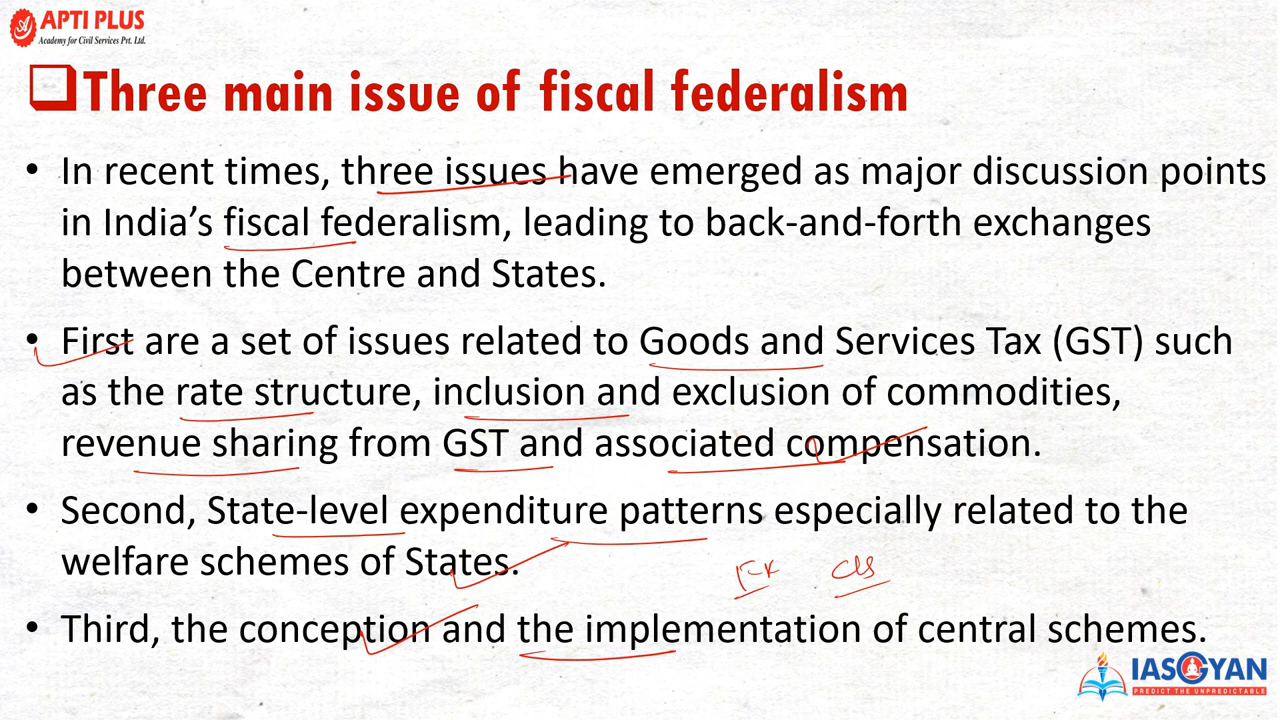 APTI PLUS
Academy for Civil Services Pvt. Ltd.
Three main issue of fiscal federalism
• In recent times, three issues have emerged as major discussion points
in India’s fiscal federalism, leading to back-and-forth exchanges
between the Centre and States.
• First are a set of issues related to Goods and Services Tax (GST) such
as the rate structure, inclusion and exclusion of commodities,
revenue sharing from GST and associated compensation.
• Second, State-level expenditure patterns especially related to the
welfare schemes of States.
• Third, the conception and the implementation of central schemes.
IASGYAN
PREDICT THE UNPREDICTABLE